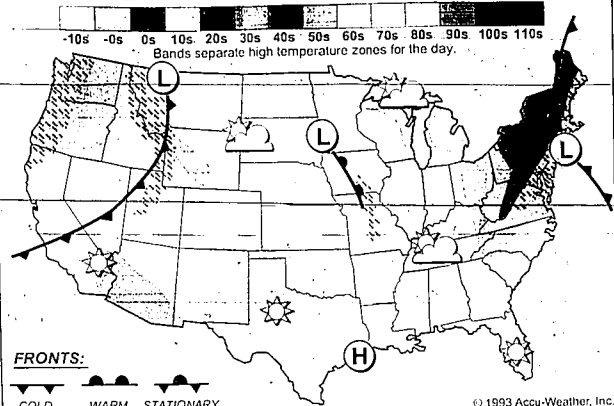 -10s -0s 0s 10s 20s 30s 40s 50s 60s 70s 80s 90s 100s 110s
Bands separate high temperature zones for the day.
L
L
L
H
FRONTS:
COLD WARM STATIONARY
© 1993 Accu-Weather, Inc.